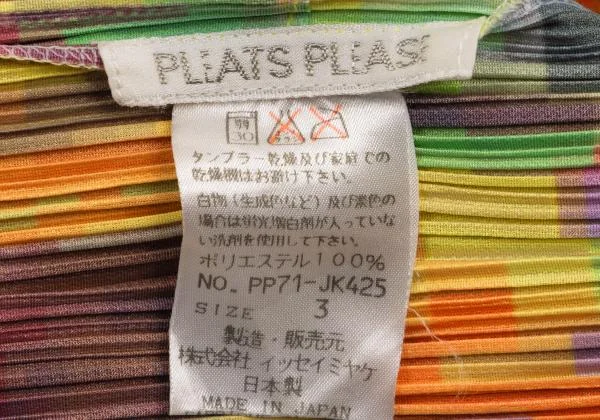 PLEATS PLEASE
弱
30
タンブラー乾燥及び家庭での
乾燥機はお避け下さい。
白物（生成色など）及び淡色の
場合は蛍光増白剤が入っていな
い洗剤を使用して下さい。
ポリエステル100%
NO. PP71-JK425
SIZE 3
製造・販売元
株式会社 イッセイミヤケ
日本製
MADE IN JAPAN